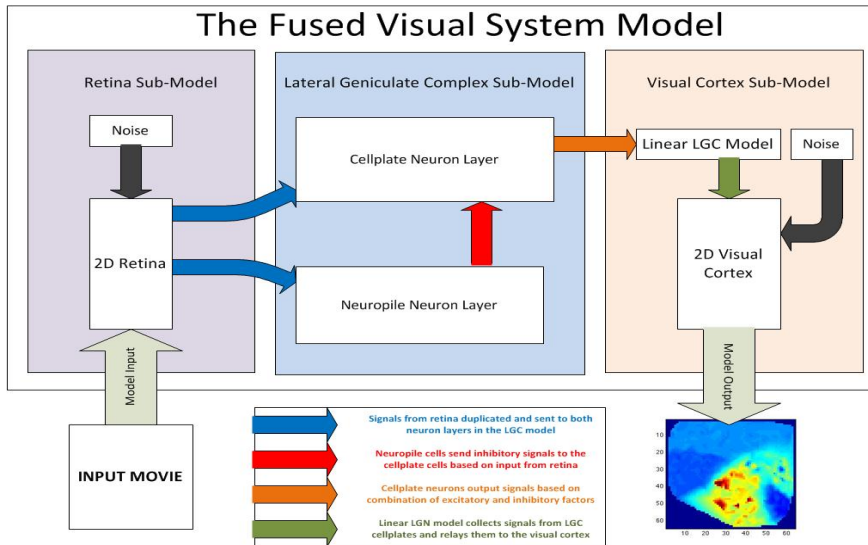 The Fused Visual System Model
Retina Sub-Model
Lateral Geniculate Complex Sub-Model
Visual Cortex Sub-Model
Noise
Cellplate Neuron Layer
Linear LGC Model
Noise
2D Retina
2D Visual
Cortex
Neuropile Neuron Layer
Model Input
Model Output
INPUT MOVIE
Signals from retina duplicated and sent to both
neuron layers in the LGC model
Neuropile cells send inhibitory signals to the
cellplate cells based on input from retina
Cellplate neurons output signals based on
combination of excitatory and inhibitory factors
Linear LGN model collects signals from LGC
cellplates and relays them to the visual cortex
10
20
30
40
50
60
10 20 30 40 50 60